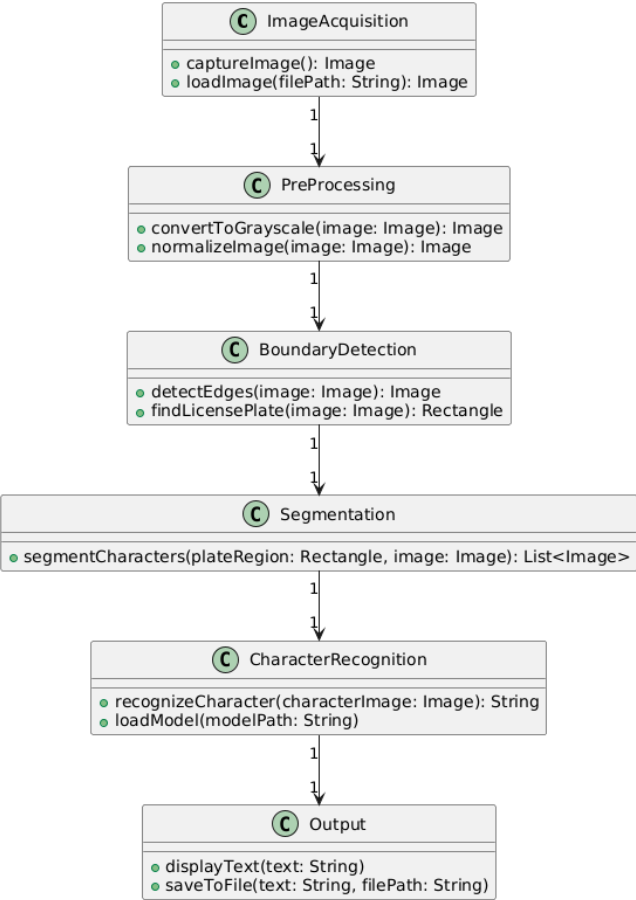 C ImageAcquisition
captureImage(): Image
loadImage(filePath: String): Image
1
1
C PreProcessing
convertToGrayscale(image: Image): Image
normalizeImage(image: Image): Image
1
1
C BoundaryDetection
detectEdges(image: Image): Image
findLicensePlate(image: Image): Rectangle
1
1
C Segmentation
segmentCharacters(plateRegion: Rectangle, image: Image): List<Image>
1
1
C CharacterRecognition
recognizeCharacter(characterImage: Image): String
loadModel(modelPath: String)
1
1
C Output
displayText(text: String)
saveToFile(text: String, filePath: String)